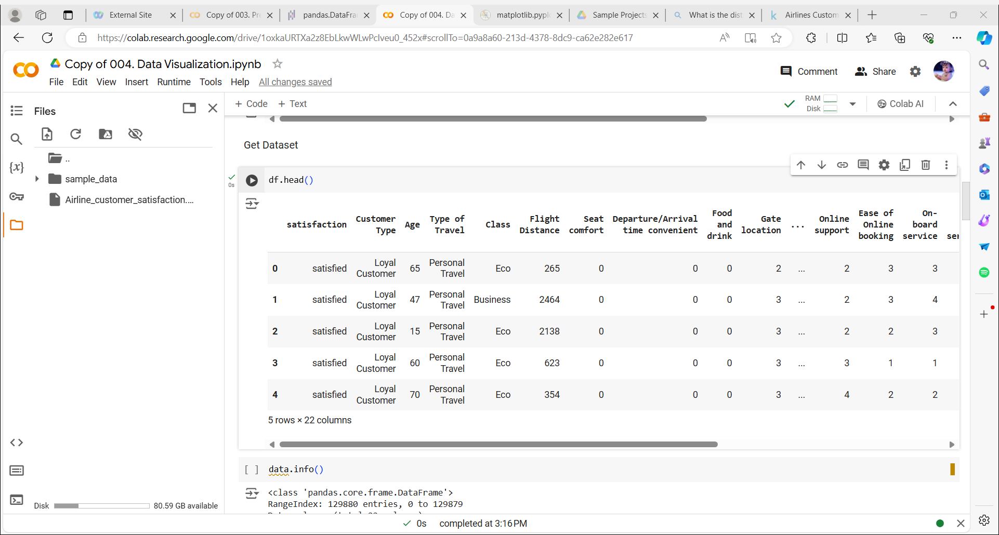 External Site
Copy of 003. Pre
pandas.DataFra
Copy of 004. Da
matplotlib.pyplo
Sample Projects
What is the dist
Airlines Custom
https://colab.research.google.com/drive/1oxkaURTXa2z8EbLkwWLwPcIveu0_452x#scrollTo=0a9a8a60-213d-4378-8dc9-ca62e282e617
Copy of 004. Data Visualization.ipynb
Comment
Share
File Edit View Insert Runtime Tools Help All changes saved
Files
+ Code + Text
RAM
Disk
Colab AI
..
sample_data
Airline_customer_satisfaction....
{x}
Get Dataset
0s
df.head()
satisfaction Customer Type Age Type of Travel Class Flight Distance Seat comfort Departure/Arrival time convenient Food and drink Gate location ... Online support Ease of Online booking On-board service ser
0 satisfied Loyal Customer 65 Personal Travel Eco 265 0 0 0 2 ... 2 3 3
1 satisfied Loyal Customer 47 Personal Travel Business 2464 0 0 0 3 ... 2 3 4
2 satisfied Loyal Customer 15 Personal Travel Eco 2138 0 0 0 3 ... 2 2 3
3 satisfied Loyal Customer 60 Personal Travel Eco 623 0 0 0 3 ... 3 1 1
4 satisfied Loyal Customer 70 Personal Travel Eco 354 0 0 0 3 ... 4 2 2
5 rows × 22 columns
[ ] data.info()
<class 'pandas.core.frame.DataFrame'>
RangeIndex: 129880 entries, 0 to 129879
Disk 80.59 GB available
0s completed at 3:16 PM